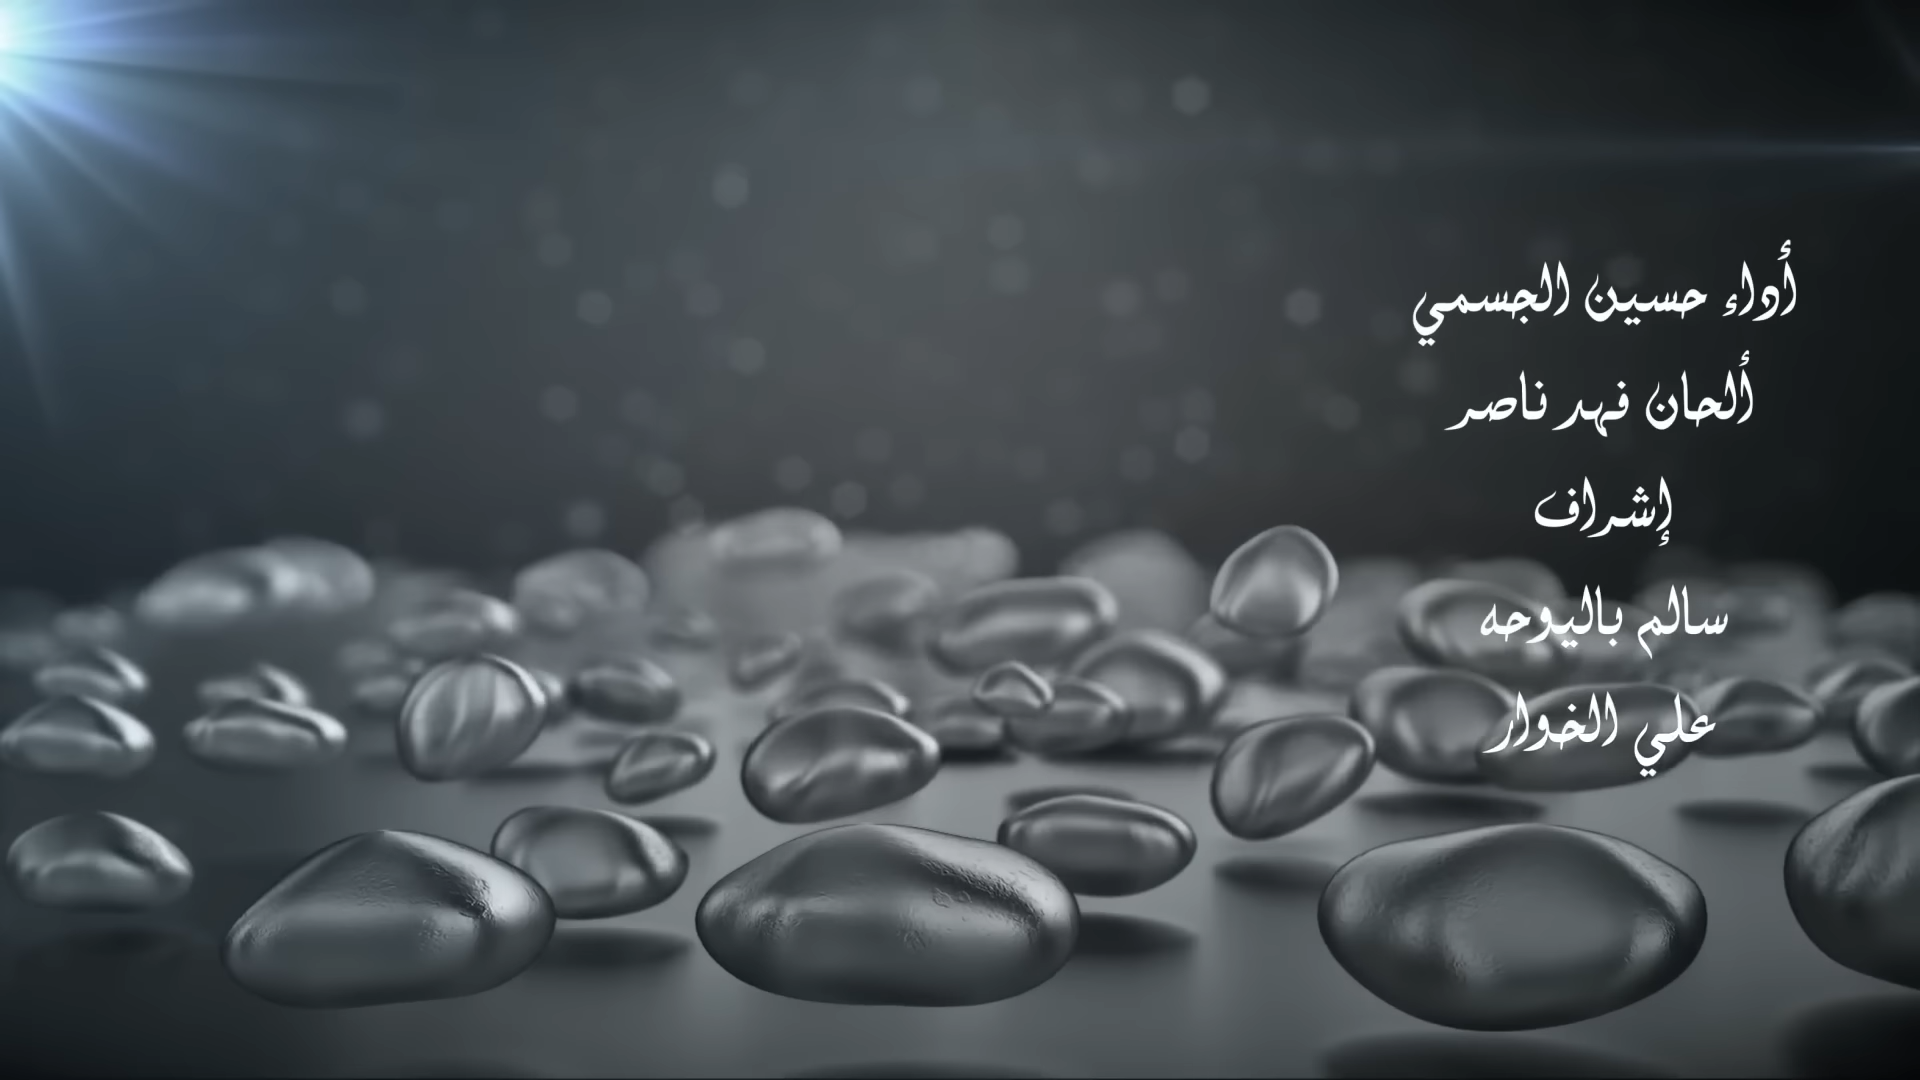 أداء حسين الجسمي
ألحان فهد ناصر
إشراف
سالم باليوحه
علي الخوار